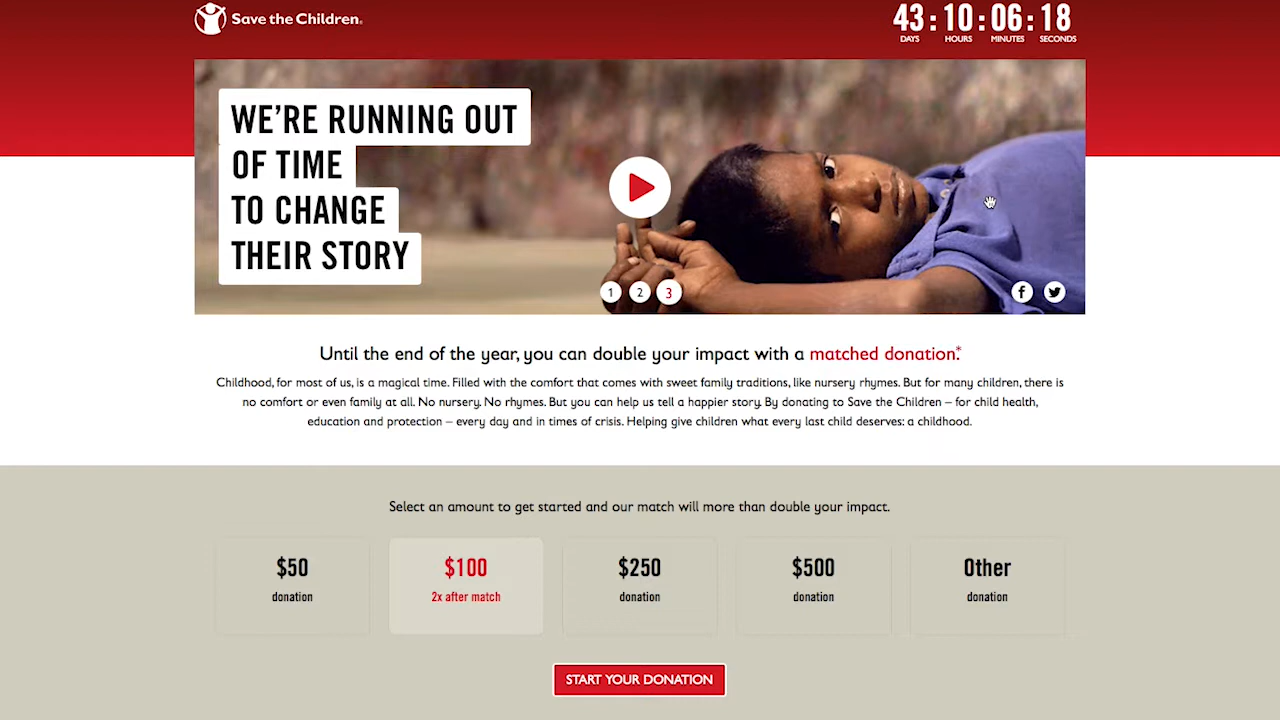 Save the Children®
43 : 10 : 06 : 18
DAYS HOURS MINUTES SECONDS
WE'RE RUNNING OUT
OF TIME
TO CHANGE
THEIR STORY
1 2 3
Until the end of the year, you can double your impact with a matched donation.*
Childhood, for most of us, is a magical time. Filled with the comfort that comes with sweet family traditions, like nursery rhymes. But for many children, there is
no comfort or even family at all. No nursery. No rhymes. But you can help us tell a happier story. By donating to Save the Children – for child health,
education and protection – every day and in times of crisis. Helping give children what every last child deserves: a childhood.
Select an amount to get started and our match will more than double your impact.
$50 $100 $250 $500 Other
donation 2x after match donation donation donation
START YOUR DONATION